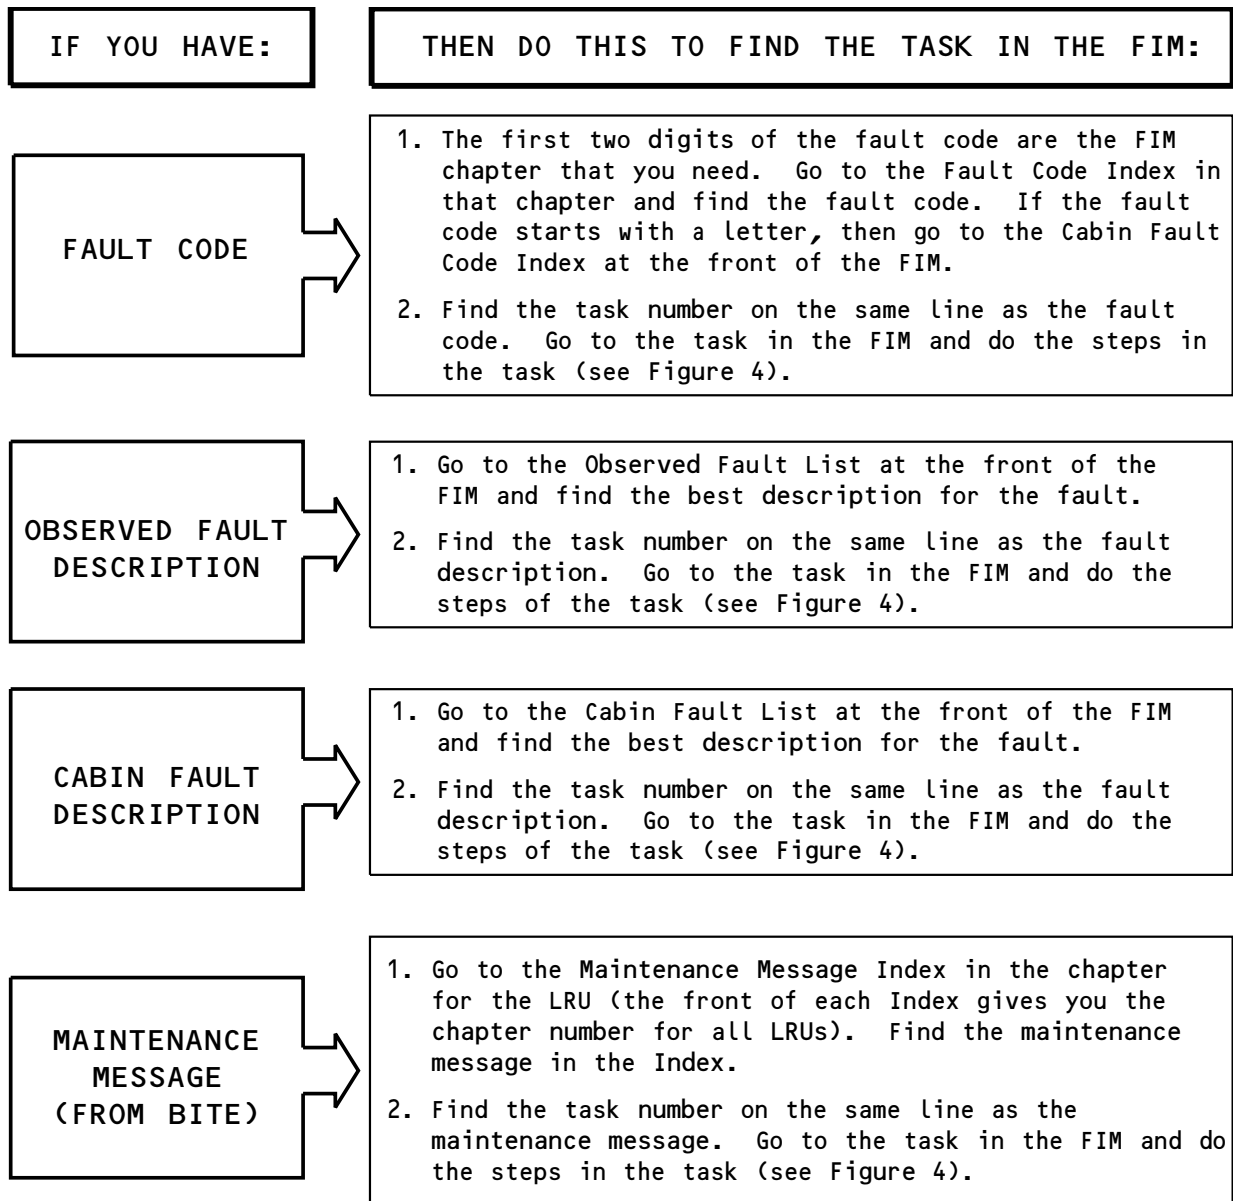 IF YOU HAVE:
THEN DO THIS TO FIND THE TASK IN THE FIM:
FAULT CODE
1. The first two digits of the fault code are the FIM
chapter that you need. Go to the Fault Code Index in
that chapter and find the fault code. If the fault
code starts with a letter, then go to the Cabin Fault
Code Index at the front of the FIM.
2. Find the task number on the same line as the fault
code. Go to the task in the FIM and do the steps in
the task (see Figure 4).
OBSERVED FAULT
DESCRIPTION
1. Go to the Observed Fault List at the front of the
FIM and find the best description for the fault.
2. Find the task number on the same line as the fault
description. Go to the task in the FIM and do the
steps of the task (see Figure 4).
CABIN FAULT
DESCRIPTION
1. Go to the Cabin Fault List at the front of the FIM
and find the best description for the fault.
2. Find the task number on the same line as the fault
description. Go to the task in the FIM and do the
steps of the task (see Figure 4).
MAINTENANCE
MESSAGE
(FROM BITE)
1. Go to the Maintenance Message Index in the chapter
for the LRU (the front of each Index gives you the
chapter number for all LRUs). Find the maintenance
message in the Index.
2. Find the task number on the same line as the
maintenance message. Go to the task in the FIM and do
the steps in the task (see Figure 4).